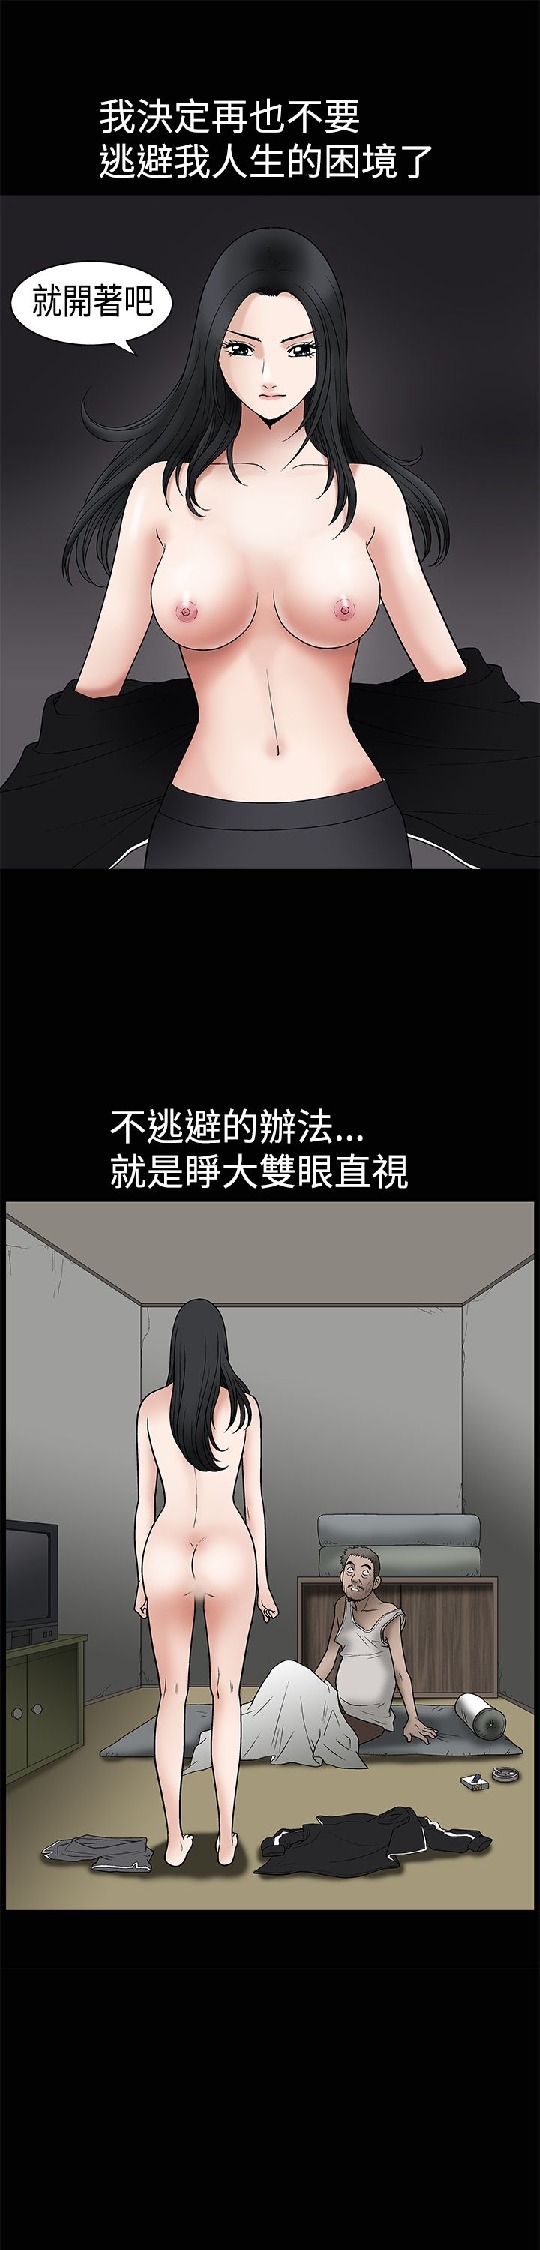 我決定再也不要
逃避我人生的困境了
就開著吧
不逃避的辦法...
就是睜大雙眼直視